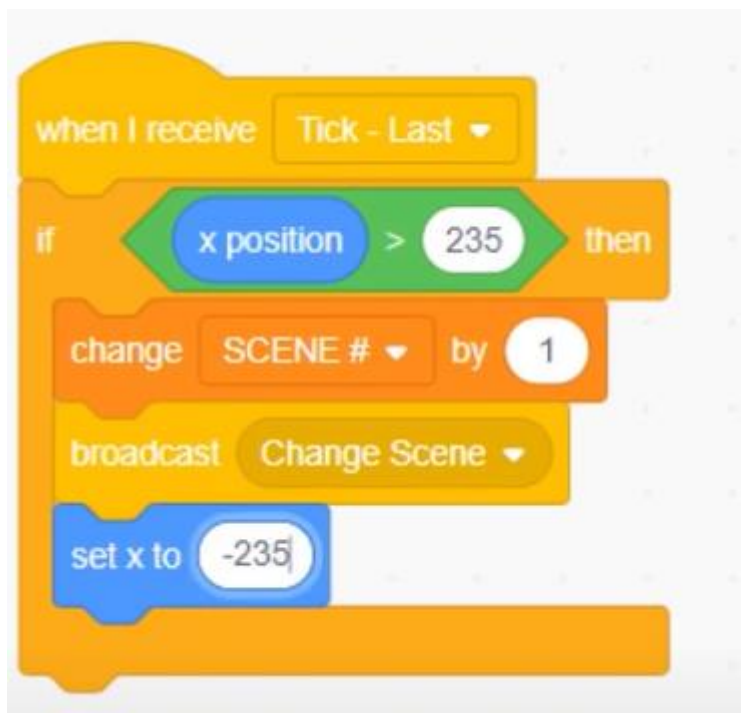 when I receive Tick - Last
if x position > 235 then
change SCENE # by 1
broadcast Change Scene
set x to -235